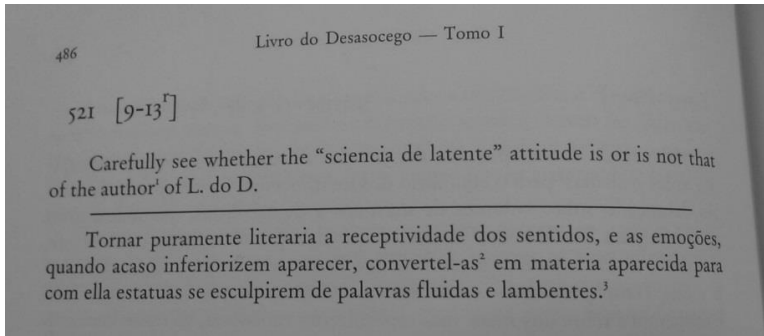 486
Livro do Desasocego — Tomo I
521 [9-13ʳ]
Carefully see whether the “sciencia de latente” attitude is or is not that
of the author¹ of L. do D.
Tornar puramente literaria a receptividade dos sentidos, e as emoções,
quando acaso inferiorizem aparecer, convertel-as² em materia aparecida para
com ella estatuas se esculpirem de palavras fluidas e lambentes.³